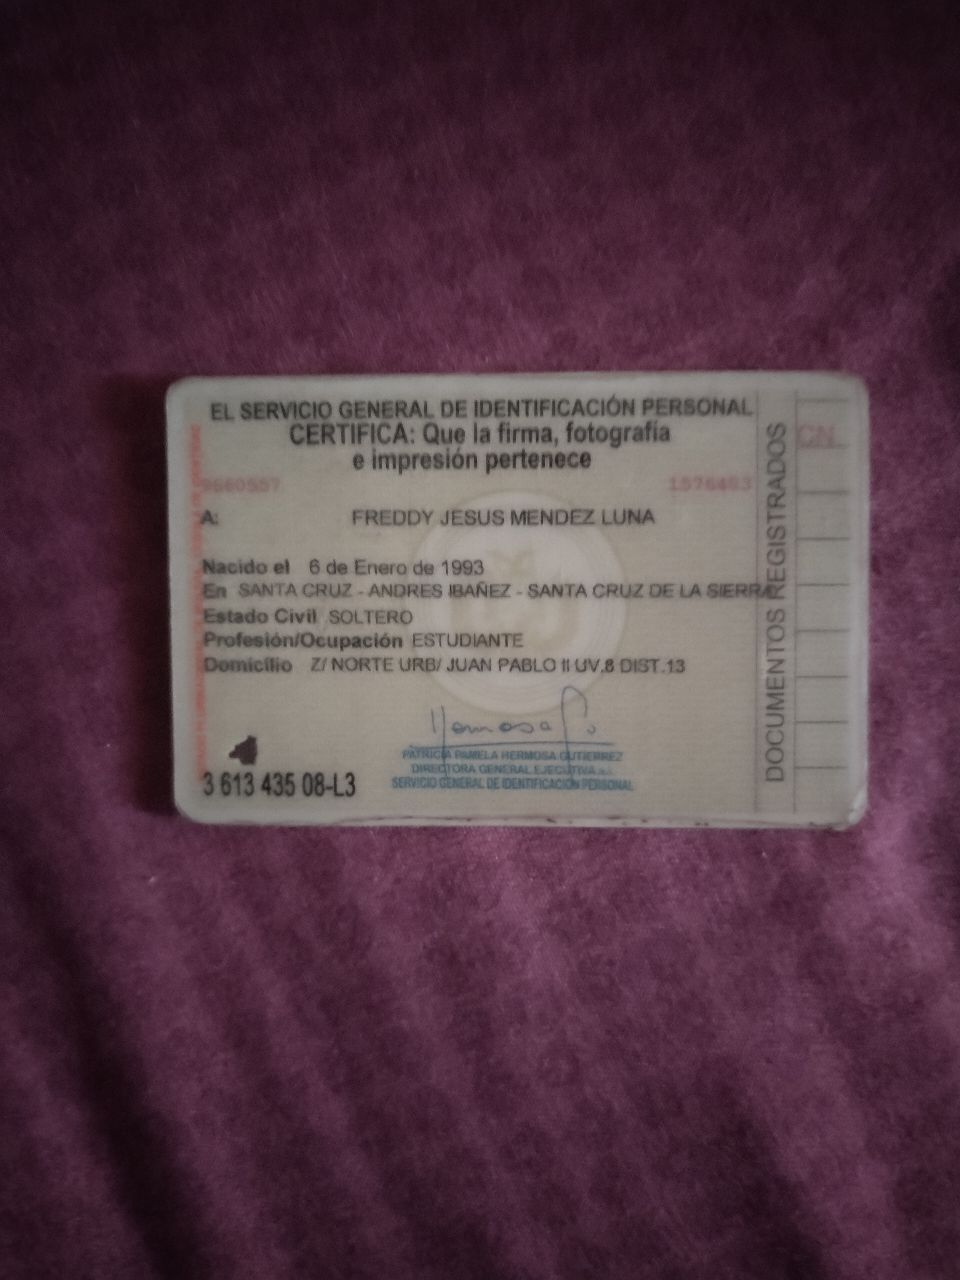 EL SERVICIO GENERAL DE IDENTIFICACIÓN PERSONAL
CERTIFICA: Que la firma, fotografía
e impresión pertenece
9660557 1576463
A: FREDDY JESUS MENDEZ LUNA
Nacido el 6 de Enero de 1993
En SANTA CRUZ - ANDRES IBAÑEZ - SANTA CRUZ DE LA SIERRA
Estado Civil SOLTERO
Profesión/Ocupación ESTUDIANTE
Domicilio Z/ NORTE URB/ JUAN PABLO II UV.8 DIST.13
Hermosa G.
PATRICIA PAMELA HERMOSA GUTIERREZ
DIRECTORA GENERAL EJECUTIVA a.i.
SERVICIO GENERAL DE IDENTIFICACIÓN PERSONAL
3 613 435 08-L3
DOCUMENTOS REGISTRADOS
CN